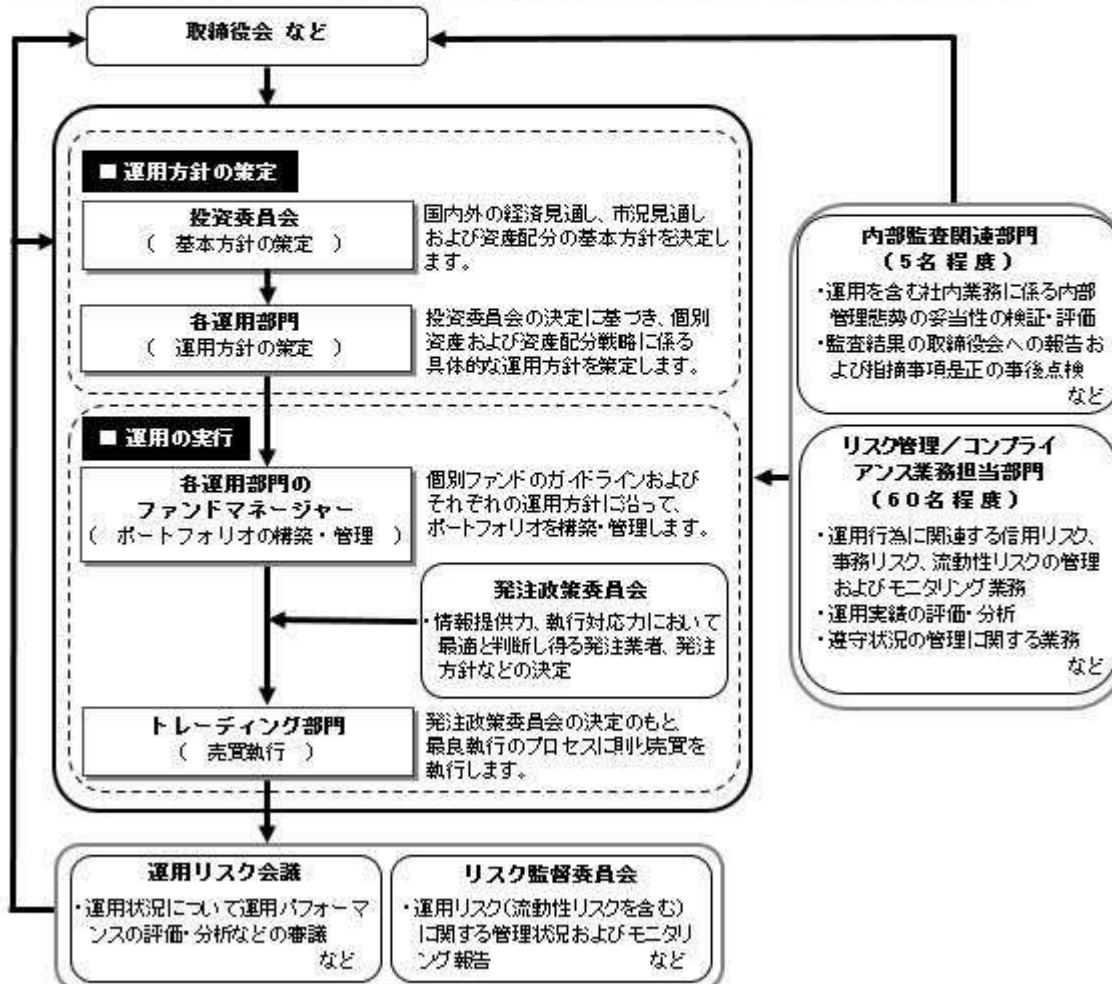 取締役会 など
■ 運用方針の策定
投資委員会
（ 基本方針の策定 ）
国内外の経済見通し、市況見通し
および資産配分の基本方針を決定し
ます。
各運用部門
（ 運用方針の策定 ）
投資委員会の決定に基づき、個別
資産および資産配分戦略に係る
具体的な運用方針を策定します。
■ 運用の実行
各運用部門の
ファンドマネージャー
（ ポートフォリオの構築・管理 ）
個別ファンドのガイドラインおよび
それぞれの運用方針に沿って、
ポートフォリオを構築・管理します。
発注政策委員会
・情報提供力、執行対応力において
最適と判断し得る発注業者、発注
方針などの決定
トレーディング部門
（ 売買執行 ）
発注政策委員会の決定のもと、
最良執行のプロセスに則り売買を
執行します。
内部監査関連部門
（5名程度）
・運用を含む社内業務に係る内部
管理態勢の妥当性の検証・評価
・監査結果の取締役会への報告お
よび指摘事項是正の事後点検
など
リスク管理／コンプライ
アンス業務担当部門
（60名程度）
・運用行為に関連する信用リスク、
事務リスク、流動性リスクの管理
およびモニタリング業務
・運用実績の評価・分析
・遵守状況の管理に関する業務
など
運用リスク会議
・運用状況について運用パフォーマ
ンスの評価・分析などの審議
など
リスク監督委員会
・運用リスク（流動性リスクを含む）
に関する管理状況およびモニタリ
ング報告 など